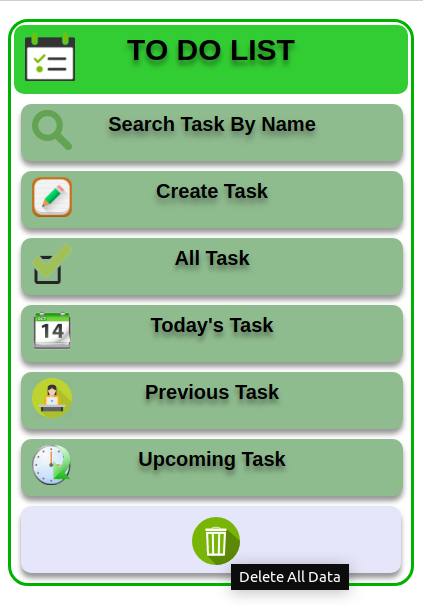 TO DO LIST
Search Task By Name
Create Task
All Task
OCT
14
Today's Task
Previous Task
Upcoming Task
Delete All Data